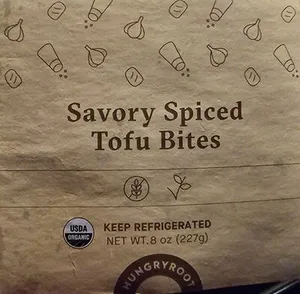 Savory Spiced
Tofu Bites
USDA
ORGANIC
KEEP REFRIGERATED
NET WT. 8 oz (227g)
HUNGRYROOT